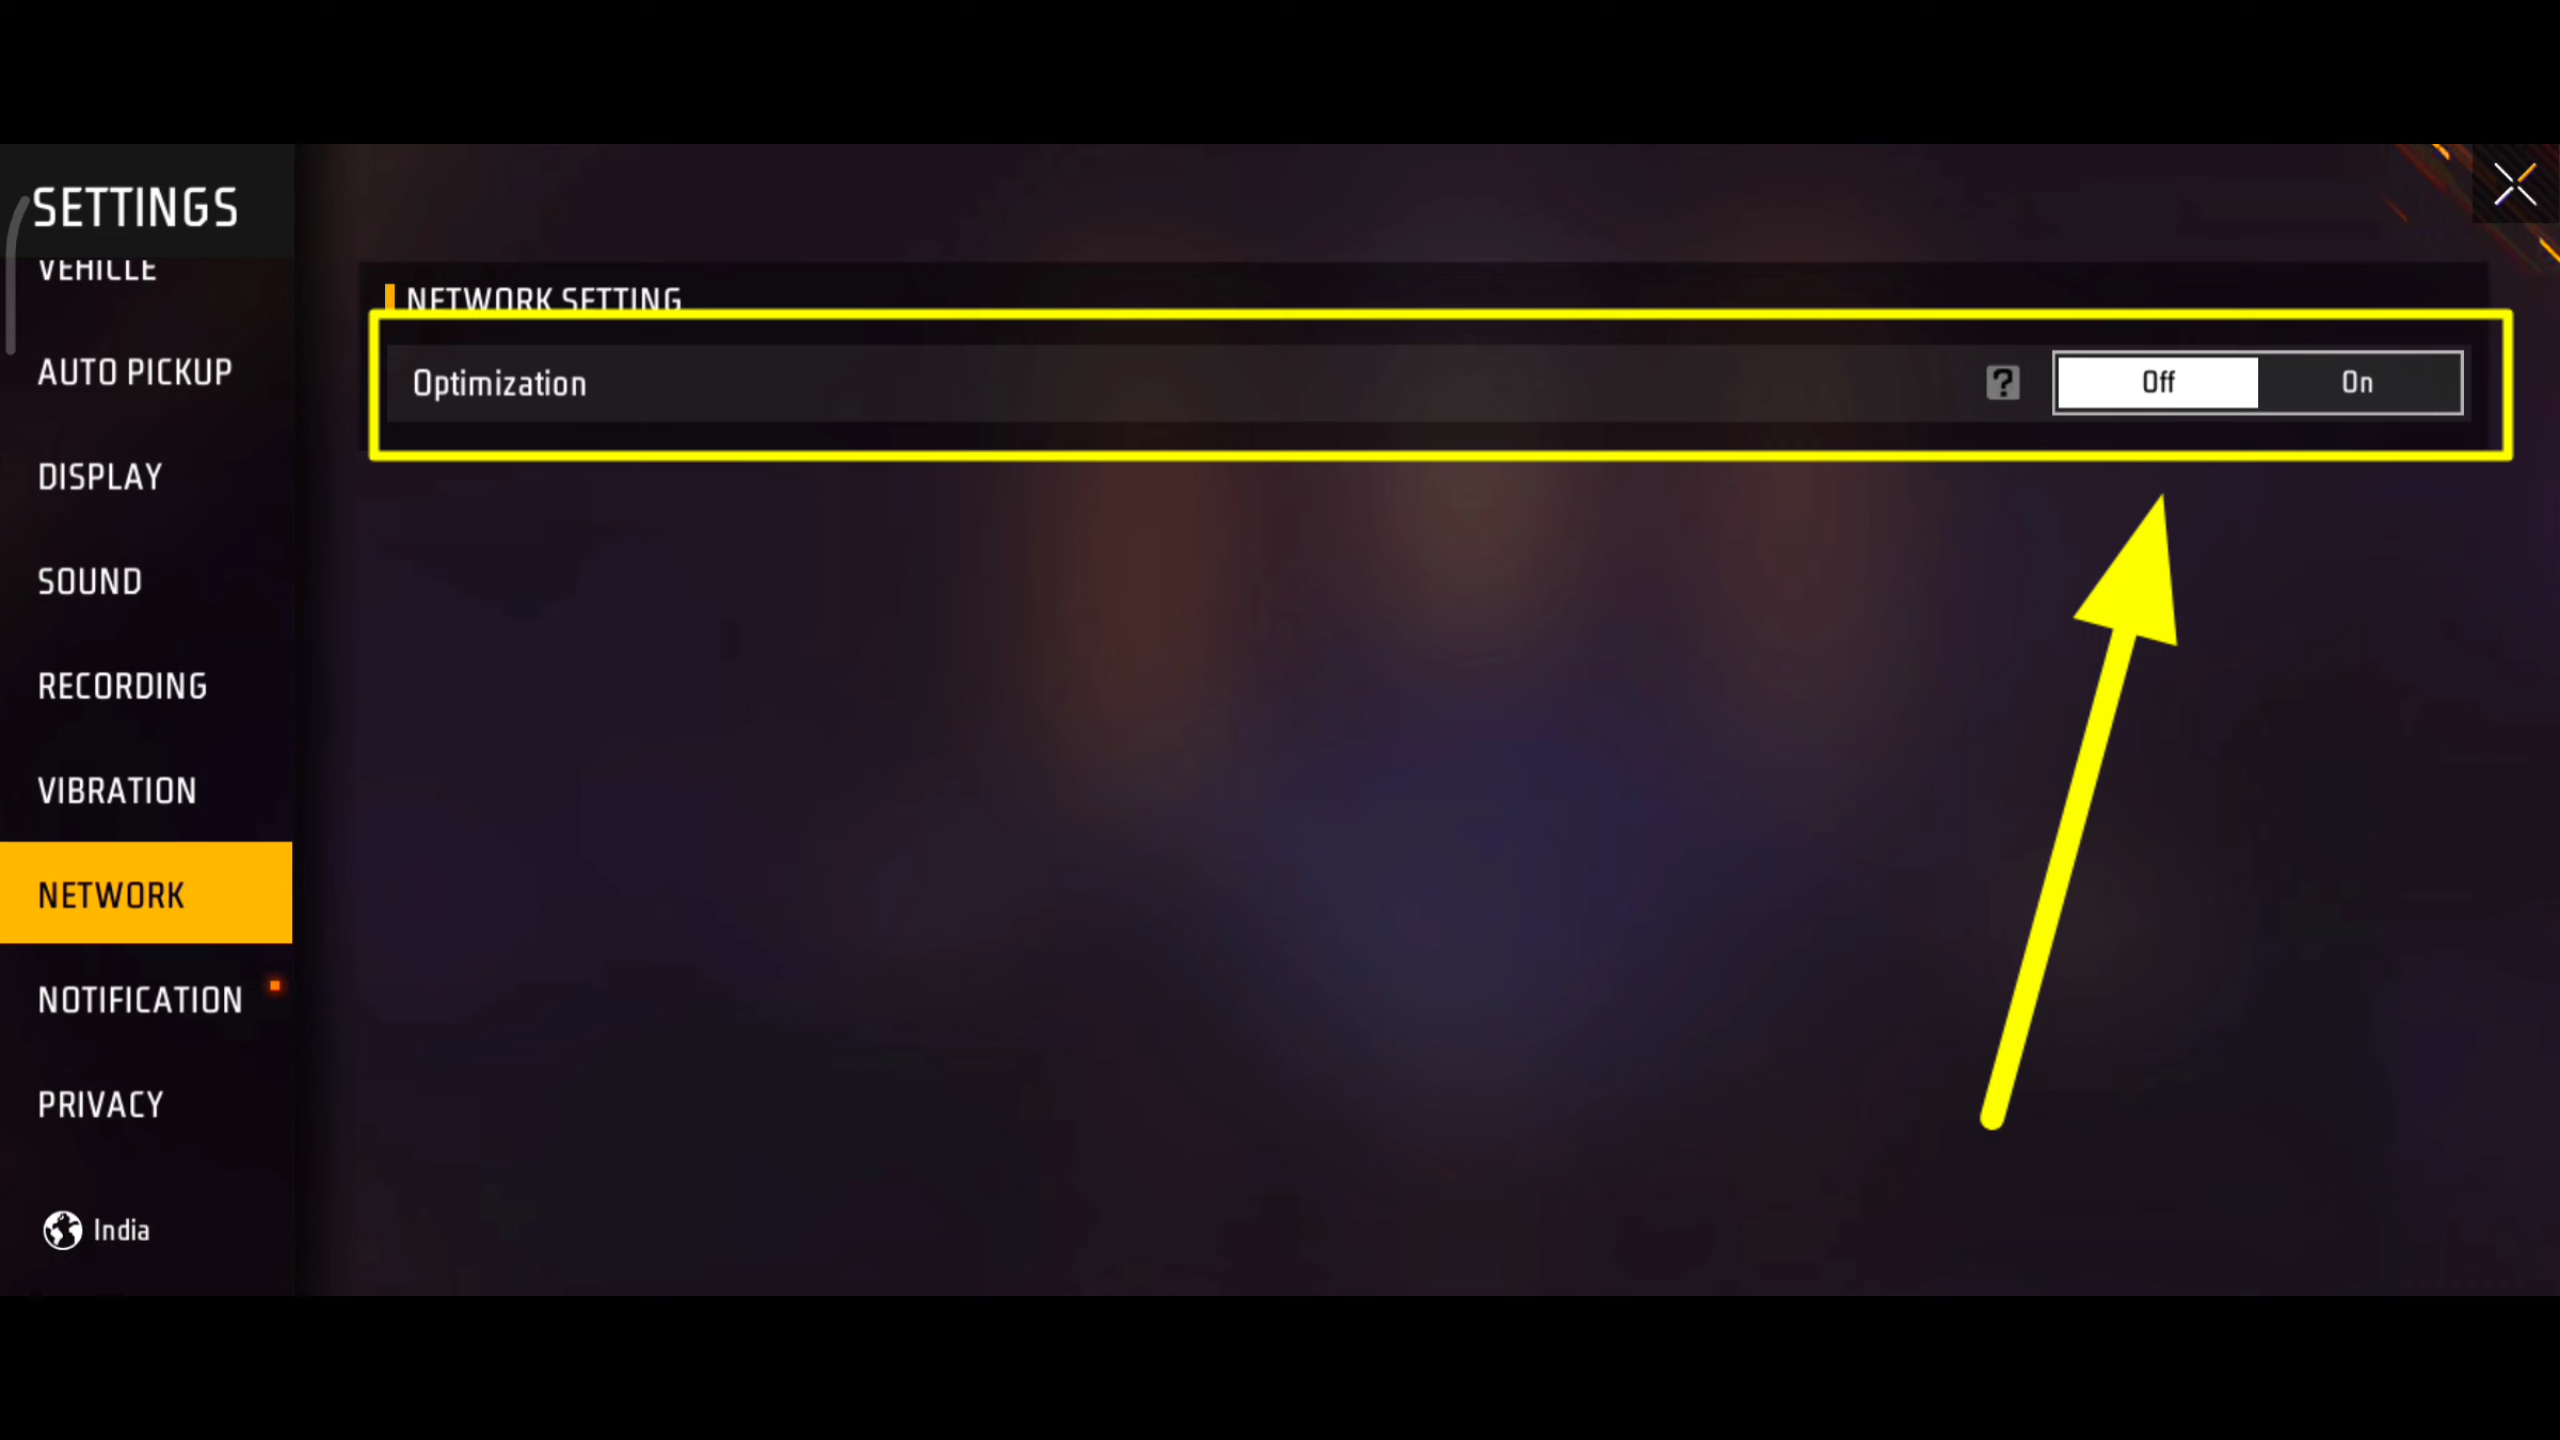 SETTINGS
VEHICLE
AUTO PICKUP
DISPLAY
SOUND
RECORDING
VIBRATION
NETWORK
NOTIFICATION
PRIVACY
India
NETWORK SETTING
Optimization ? Off On